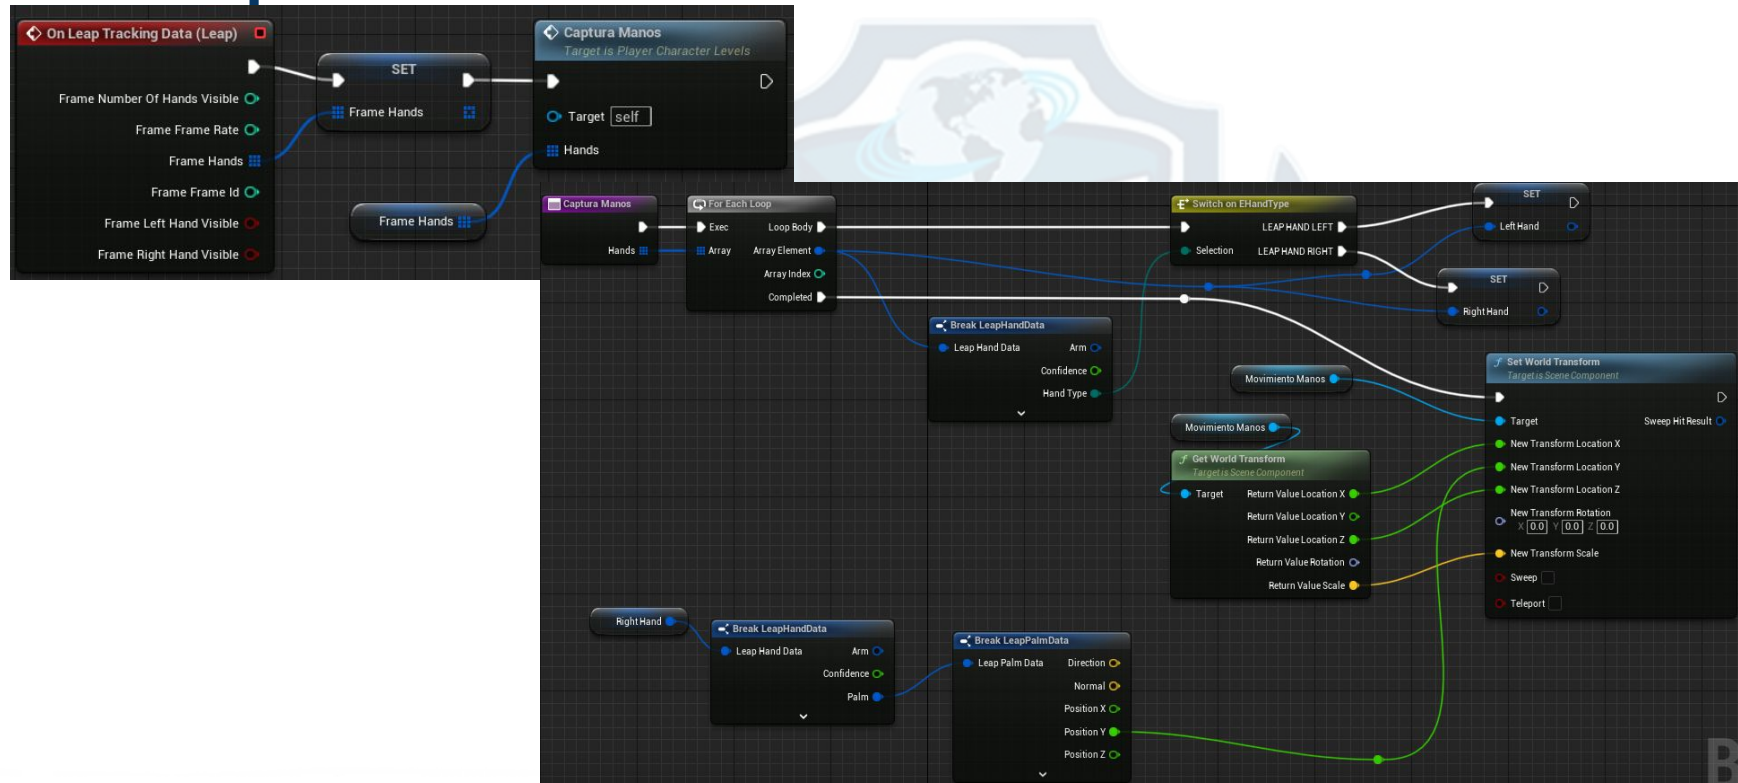 On Leap Tracking Data (Leap)
Frame Number Of Hands Visible
Frame Frame Rate
Frame Hands
Frame Frame Id
Frame Left Hand Visible
Frame Right Hand Visible
SET
Frame Hands
Frame Hands
Captura Manos
Target is Player Character Levels
Target self
Hands
Captura Manos
Hands
For Each Loop
Exec Loop Body
Array Array Element
Array Index
Completed
Break LeapHandData
Leap Hand Data Arm
Confidence
Hand Type
Switch on EHandType
LEAP HAND LEFT
Selection LEAP HAND RIGHT
SET
Left Hand
SET
Right Hand
Movimiento Manos
Movimiento Manos
Get World Transform
Target is Scene Component
Target Return Value Location X
Return Value Location Y
Return Value Location Z
Return Value Rotation
Return Value Scale
Set World Transform
Target is Scene Component
Target Sweep Hit Result
New Transform Location X
New Transform Location Y
New Transform Location Z
New Transform Rotation
X 0.0 Y 0.0 Z 0.0
New Transform Scale
Sweep
Teleport
Right Hand
Break LeapHandData
Leap Hand Data Arm
Confidence
Palm
Break LeapPalmData
Leap Palm Data Direction
Normal
Position X
Position Y
Position Z